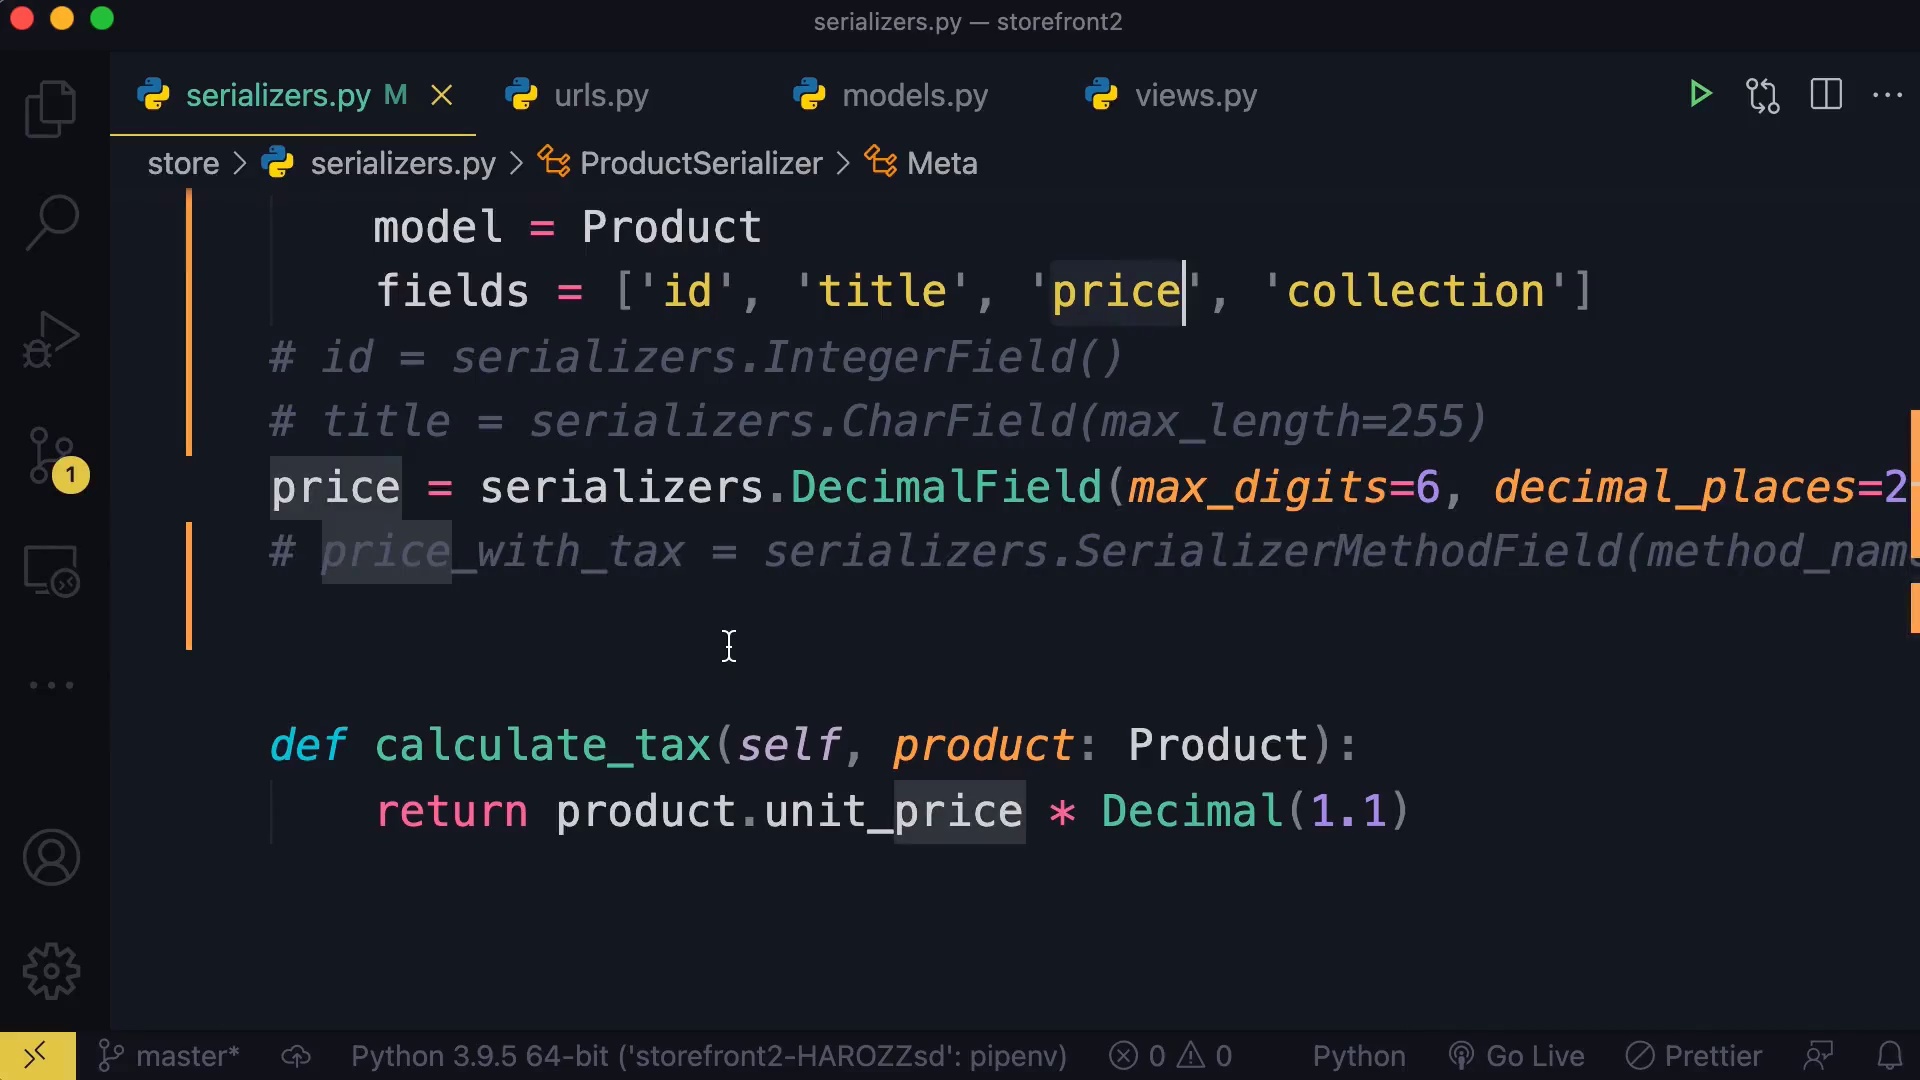 serializers.py — storefront2
serializers.py M urls.py models.py views.py
store > serializers.py > ProductSerializer > Meta
model = Product
fields = ['id', 'title', 'price', 'collection']
# id = serializers.IntegerField()
# title = serializers.CharField(max_length=255)
price = serializers.DecimalField(max_digits=6, decimal_places=2
# price_with_tax = serializers.SerializerMethodField(method_nam
1
def calculate_tax(self, product: Product):
return product.unit_price * Decimal(1.1)
master* Python 3.9.5 64-bit ('storefront2-HAROZZsd': pipenv) 0 0 Python Go Live Prettier